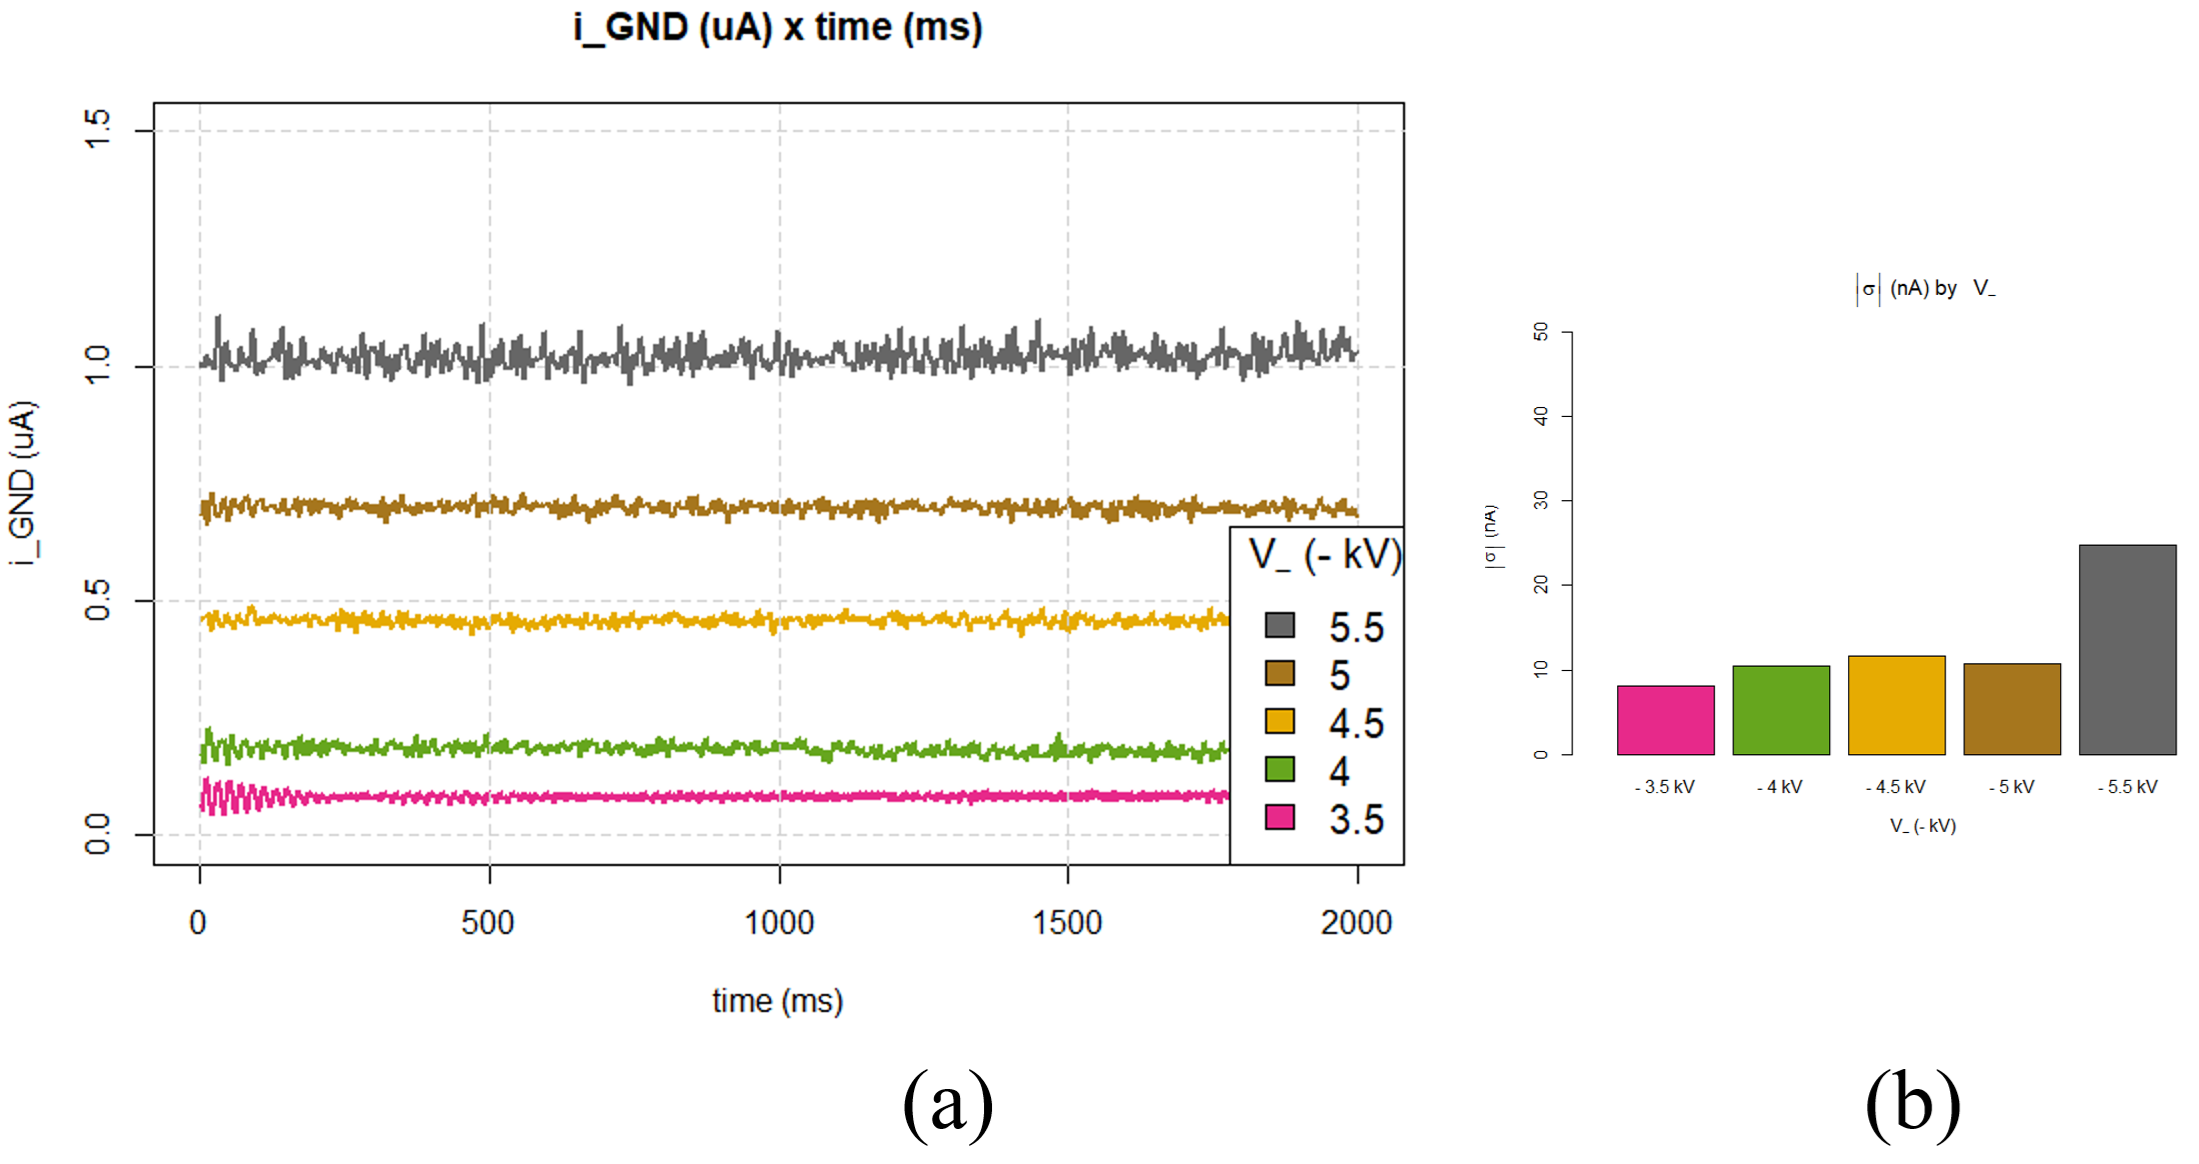 i_GND (uA) x time (ms)
i_GND (uA)
1.5
1.0
0.5
0.0
0
500
1000
1500
2000
time (ms)
V_ (- kV)
5.5
5
4.5
4
3.5
(a)
|σ| (nA) by V_
|σ| (nA)
50
40
30
20
10
0
- 3.5 kV
- 4 kV
- 4.5 kV
- 5 kV
- 5.5 kV
V_ (- kV)
(b)